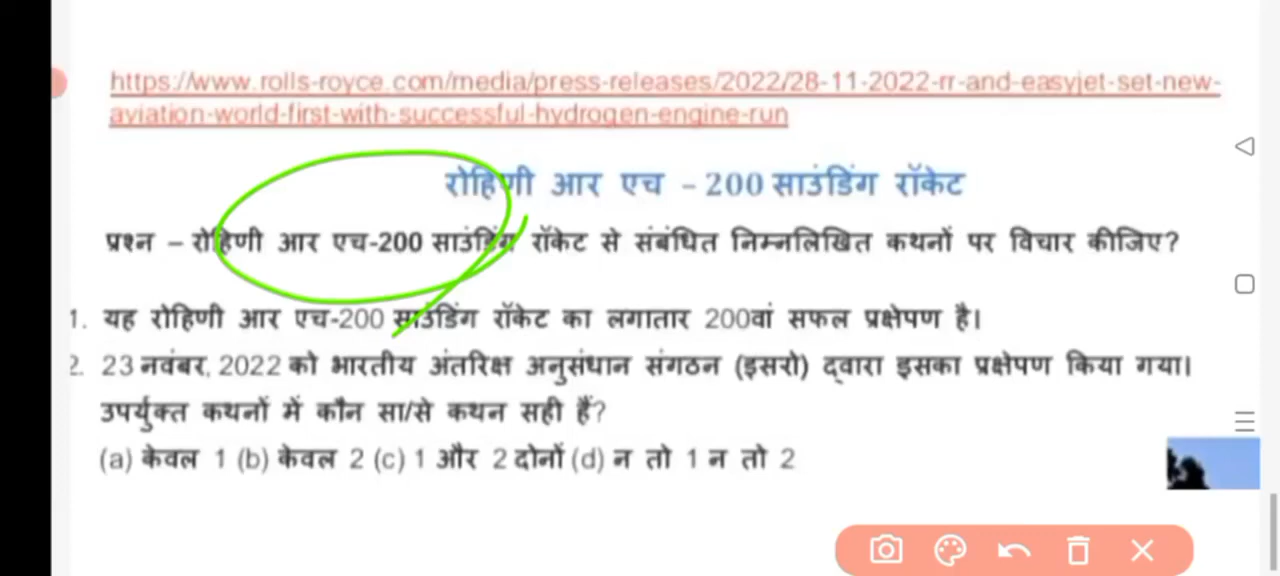 https://www.rolls-royce.com/media/press-releases/2022/28-11-2022-rr-and-easyjet-set-new-
aviation-world-first-with-successful-hydrogen-engine-run
रोहिणी आर एच – 200 साउंडिंग रॉकेट
प्रश्न – रोहिणी आर एच-200 साउंडिंग रॉकेट से संबंधित निम्नलिखित कथनों पर विचार कीजिए?
1. यह रोहिणी आर एच-200 साउंडिंग रॉकेट का लगातार 200वां सफल प्रक्षेपण है।
2. 23 नवंबर, 2022 को भारतीय अंतरिक्ष अनुसंधान संगठन (इसरो) द्वारा इसका प्रक्षेपण किया गया।
उपर्युक्त कथनों में कौन सा/से कथन सही हैं?
(a) केवल 1 (b) केवल 2 (c) 1 और 2 दोनों (d) न तो 1 न तो 2